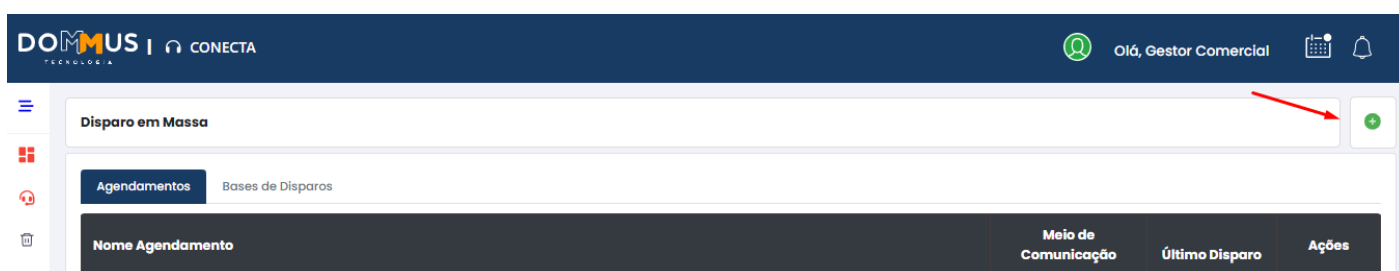 DOMMUS | CONECTA
TECNOLOGIA
Olá, Gestor Comercial
Disparo em Massa
Agendamentos
Bases de Disparos
Nome Agendamento
Meio de
Comunicação
Último Disparo
Ações